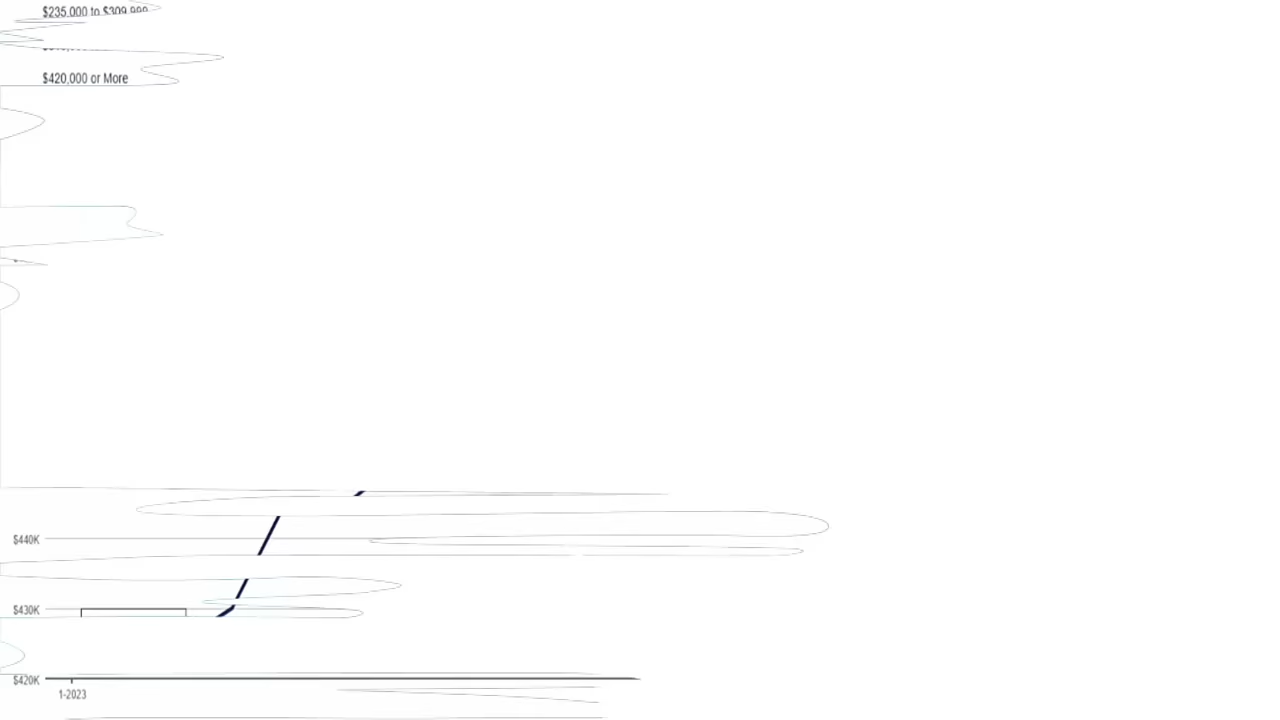 $235,000 to $309,999
$420,000 or More
$440K
$430K
$420K
1-2023